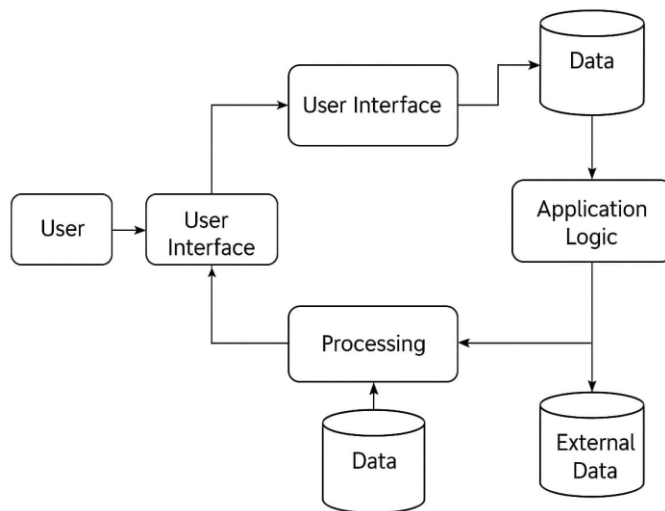 Data
User Interface
Application
Logic
User
User
Interface
Processing
Data
External
Data